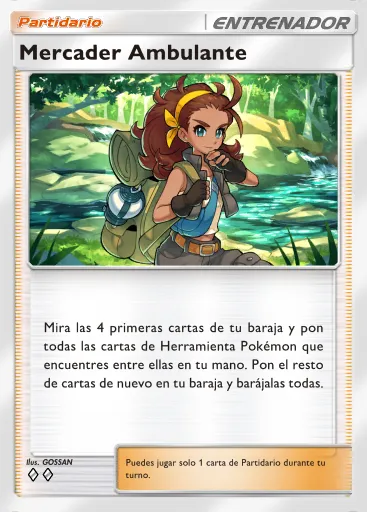 Partidario
ENTRENADOR
Mercader Ambulante
Mira las 4 primeras cartas de tu baraja y pon
todas las cartas de Herramienta Pokémon que
encuentres entre ellas en tu mano. Pon el resto
de cartas de nuevo en tu baraja y barájalas todas.
Ilus. GOSSAN
Puedes jugar solo 1 carta de Partidario durante tu
turno.